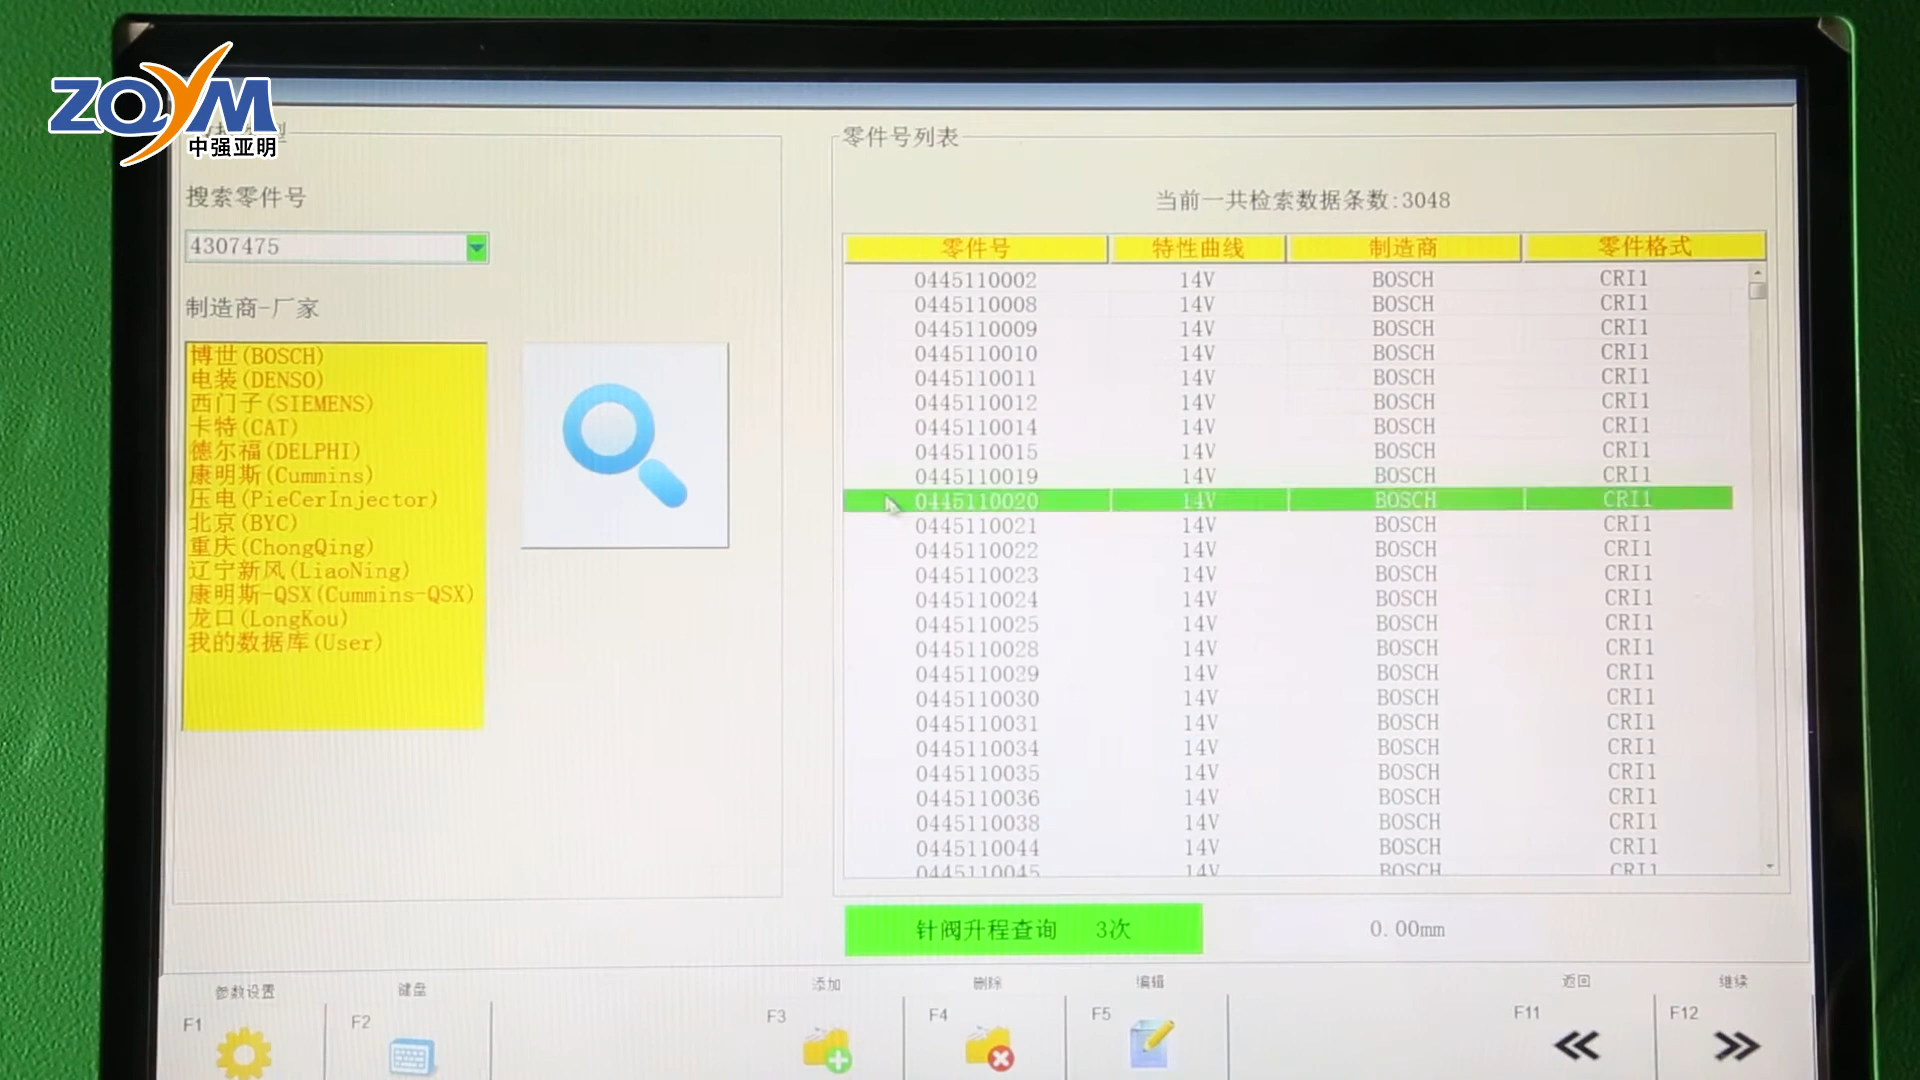 ZQYM
中强亚明
搜索零件号
4307475
制造商-厂家
博世(BOSCH)
电装(DENSO)
西门子(SIEMENS)
卡特(CAT)
德尔福(DELPHI)
康明斯(Cummins)
压电(PieCerInjector)
北京(BYC)
重庆(ChongQing)
辽宁新风(LiaoNing)
康明斯-QSX(Cummins-QSX)
龙口(LongKou)
我的数据库(User)
零件号列表
当前一共检索数据条数:3048
零件号 特性曲线 制造商 零件格式
0445110002 14V BOSCH CRI1
0445110008 14V BOSCH CRI1
0445110009 14V BOSCH CRI1
0445110010 14V BOSCH CRI1
0445110011 14V BOSCH CRI1
0445110012 14V BOSCH CRI1
0445110014 14V BOSCH CRI1
0445110015 14V BOSCH CRI1
0445110019 14V BOSCH CRI1
0445110020 14V BOSCH CRI1
0445110021 14V BOSCH CRI1
0445110022 14V BOSCH CRI1
0445110023 14V BOSCH CRI1
0445110024 14V BOSCH CRI1
0445110025 14V BOSCH CRI1
0445110028 14V BOSCH CRI1
0445110029 14V BOSCH CRI1
0445110030 14V BOSCH CRI1
0445110031 14V BOSCH CRI1
0445110034 14V BOSCH CRI1
0445110035 14V BOSCH CRI1
0445110036 14V BOSCH CRI1
0445110038 14V BOSCH CRI1
0445110044 14V BOSCH CRI1
0445110045 14V BOSCH CRI1
针阀升程查询 3次
0.00mm
参数设置 键盘 添加 删除 编辑 返回 继续
F1 F2 F3 F4 F5 F11 F12